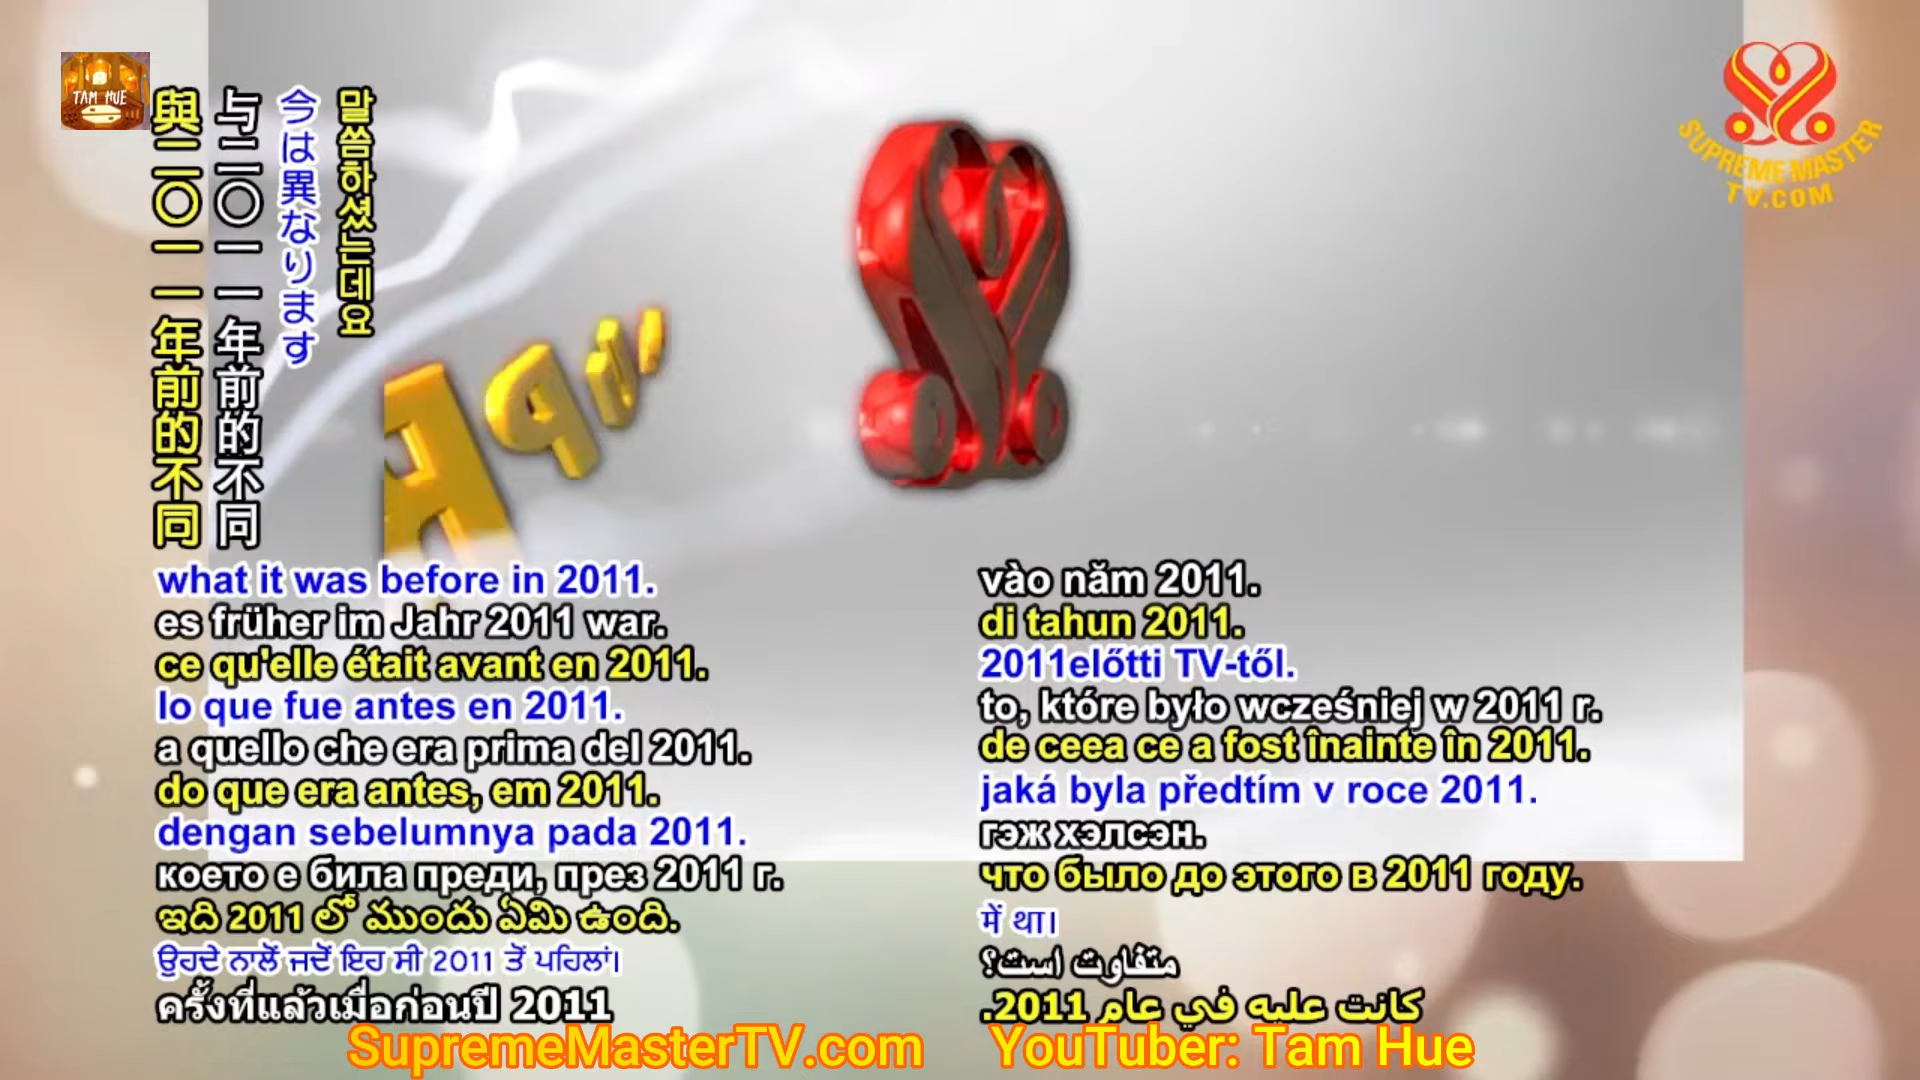 TAM HUE
與二〇一一年前的不同
与二〇一一年前的不同
今は異なります
말씀하셨는데요
SUPREME MASTER
TV.COM
what it was before in 2011.
es früher im Jahr 2011 war.
ce qu'elle était avant en 2011.
lo que fue antes en 2011.
a quello che era prima del 2011.
do que era antes, em 2011.
dengan sebelumnya pada 2011.
което е била преди, през 2011 г.
ఇది 2011 లో ముందు ఏమి ఉంది.
ਉਹਦੇ ਨਾਲੋਂ ਜਦੋਂ ਇਹ ਸੀ 2011 ਤੋਂ ਪਹਿਲਾਂ।
ครั้งที่แล้วเมื่อก่อนปี 2011
vào năm 2011.
di tahun 2011.
2011előtti TV-től.
to, które było wcześniej w 2011 r.
de ceea ce a fost înainte în 2011.
jaká byla předtím v roce 2011.
гэж хэлсэн.
что было до этого в 2011 году.
में था।
متفاوت است؟
كانت عليه في عام 2011.
SupremeMasterTV.com
YouTuber: Tam Hue